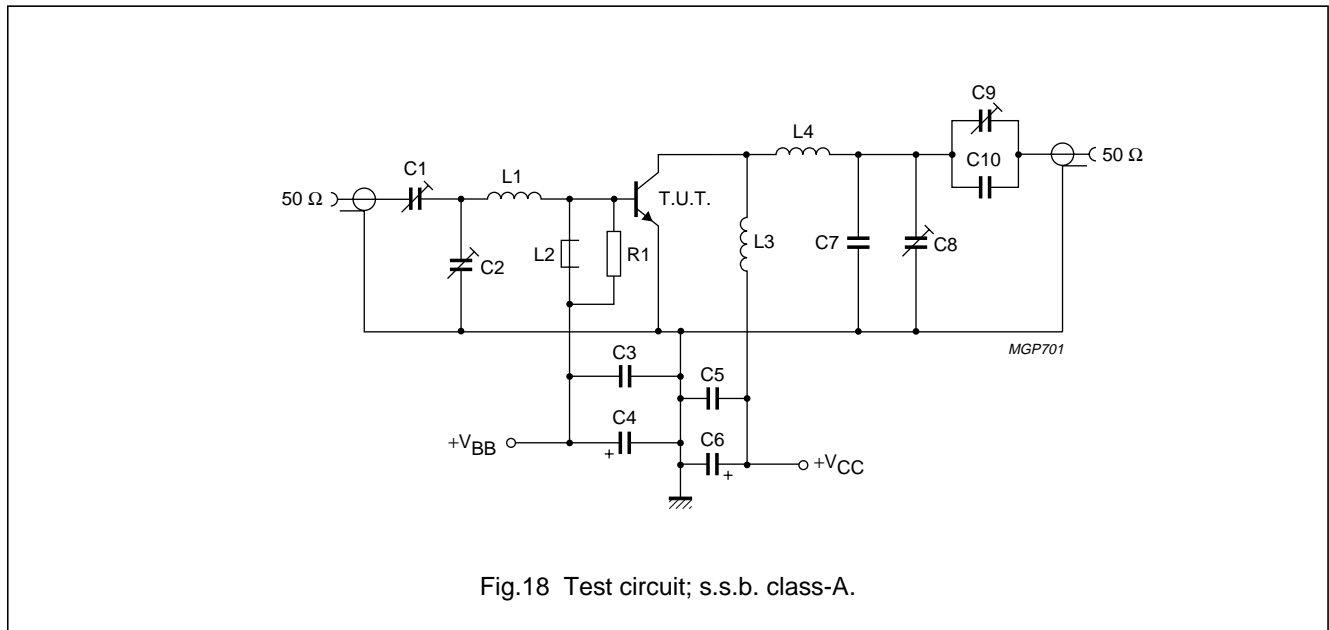 C9
L4
C1
L1
C10
50 Ω
50 Ω
T.U.T.
L2
R1
L3
C7
C8
C2
MGP701
C3
C5
C4
C6
+VBB
+
+
+VCC
Fig.18 Test circuit; s.s.b. class-A.